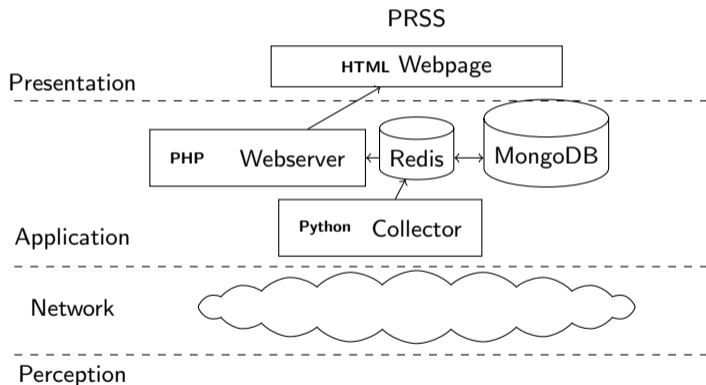 PRSS
HTML Webpage
Presentation
PHP Webserver
Redis
MongoDB
Python Collector
Application
Network
Perception